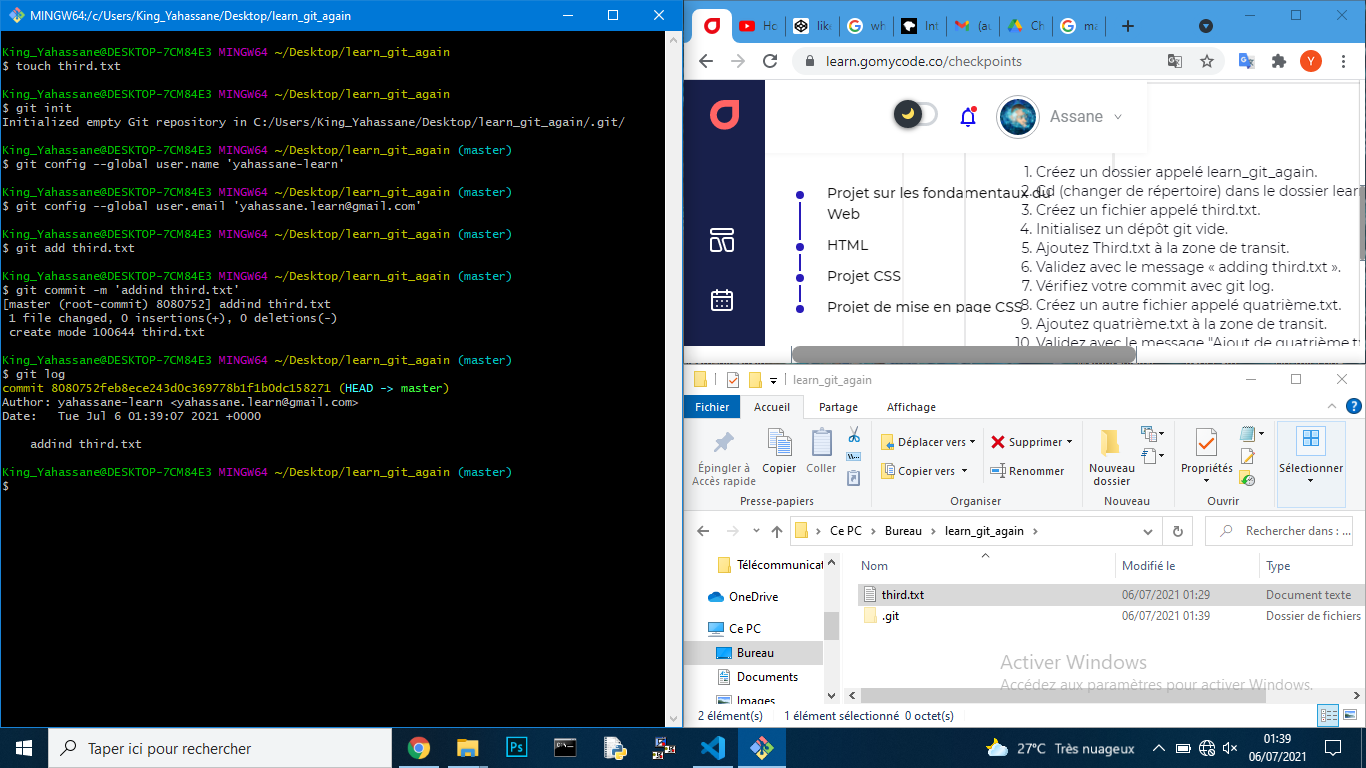 MINGW64:/c/Users/King_Yahassane/Desktop/learn_git_again
King_Yahassane@DESKTOP-7CM84E3 MINGW64 ~/Desktop/learn_git_again
$ touch third.txt
King_Yahassane@DESKTOP-7CM84E3 MINGW64 ~/Desktop/learn_git_again
$ git init
Initialized empty Git repository in C:/Users/King_Yahassane/Desktop/learn_git_again/.git/
King_Yahassane@DESKTOP-7CM84E3 MINGW64 ~/Desktop/learn_git_again (master)
$ git config --global user.name 'yahassane-learn'
King_Yahassane@DESKTOP-7CM84E3 MINGW64 ~/Desktop/learn_git_again (master)
$ git config --global user.email 'yahassane.learn@gmail.com'
King_Yahassane@DESKTOP-7CM84E3 MINGW64 ~/Desktop/learn_git_again (master)
$ git add third.txt
King_Yahassane@DESKTOP-7CM84E3 MINGW64 ~/Desktop/learn_git_again (master)
$ git commit -m 'addind third.txt'
[master (root-commit) 8080752] addind third.txt
1 file changed, 0 insertions(+), 0 deletions(-)
create mode 100644 third.txt
King_Yahassane@DESKTOP-7CM84E3 MINGW64 ~/Desktop/learn_git_again (master)
$ git log
commit 8080752feb8ece243d0c369778b1f1b0dc158271 (HEAD -> master)
Author: yahassane-learn <yahassane.learn@gmail.com>
Date: Tue Jul 6 01:39:07 2021 +0000
addind third.txt
King_Yahassane@DESKTOP-7CM84E3 MINGW64 ~/Desktop/learn_git_again (master)
$
Ho like wh Int (au Ch ma
learn.gomycode.co/checkpoints
Y
Assane
Projet sur les fondamentaux du
Web
HTML
Projet CSS
Projet de mise en page CSS
1. Créez un dossier appelé learn_git_again.
2. Cd (changer de répertoire) dans le dossier lear
3. Créez un fichier appelé third.txt.
4. Initialisez un dépôt git vide.
5. Ajoutez Third.txt à la zone de transit.
6. Validez avec le message « adding third.txt ».
7. Vérifiez votre commit avec git log.
8. Créez un autre fichier appelé quatrième.txt.
9. Ajoutez quatrième.txt à la zone de transit.
10. Validez avec le message "Ajout de quatrième.t
learn_git_again
Fichier Accueil Partage Affichage
Épingler à
Accès rapide
Copier
Coller
Presse-papiers
Déplacer vers
Copier vers
Supprimer
Renommer
Organiser
Nouveau
dossier
Nouveau
Propriétés
Ouvrir
Sélectionner
Ce PC > Bureau > learn_git_again >
Rechercher dans : ...
Télécommunicat
OneDrive
Ce PC
Bureau
Documents
Images
Nom Modifié le Type
third.txt 06/07/2021 01:29 Document texte
.git 06/07/2021 01:39 Dossier de fichiers
Activer Windows
Accédez aux paramètres pour activer Windows.
2 élément(s) 1 élément sélectionné 0 octet(s)
Taper ici pour rechercher
Ps
27°C Très nuageux
01:39
06/07/2021